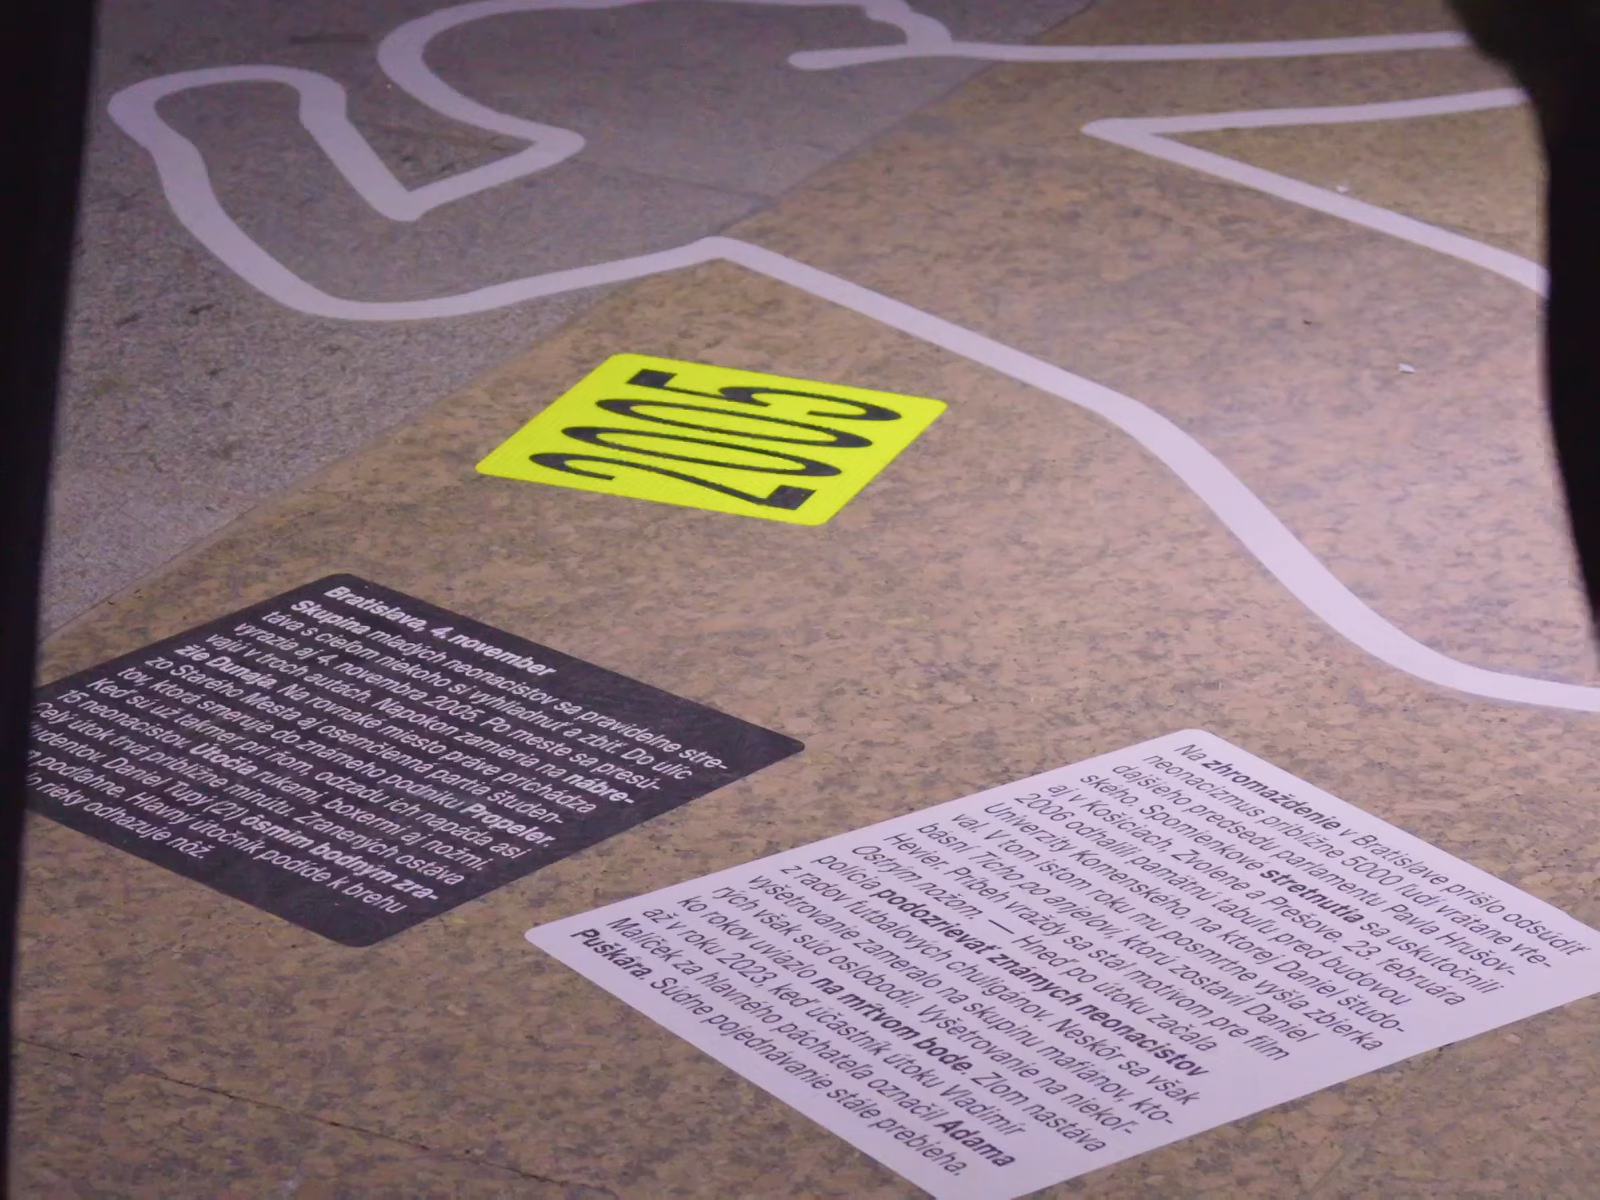 2005
Bratislava, 4. november
Skupina mladých neonacistov sa pravidelne stre-
táva s cieľom niekoho si vyhliadnuť a zbiť. Do ulíc
vyrazila aj 4. novembra 2005. Po meste sa presú-
vajú v troch autách. Napokon zamieria na nábre-
žie Dunaja. Na rovnaké miesto práve prichádza
zo Starého Mesta aj osemčlenná partia študen-
tov, ktorá smeruje do známeho podniku Propeler.
Keď sú už takmer pri ňom, odzadu ich napadá asi
15 neonacistov. Útočia rukami, boxermi aj nožmi.
Celý útok trvá približne minútu. Zranených ostáva
študentov. Daniel Tupý (21) ôsmim bodným zra-
podľahne. Hlavný útočník podíde k brehu
rieky odhadzuje nôž.
Na zhromaždenie v Bratislave prišlo odsúdiť
neonacizmus približne 5000 ľudí vrátane vte-
dajšieho predsedu parlamentu Pavla Hrušov-
ského. Spomienkové stretnutia sa uskutočnili
aj v Košiciach, Zvolene a Prešove. 23. februára
2006 odhalili pamätnú tabuľu pred budovou
Univerzity Komenského, na ktorej Daniel študo-
val. V tom istom roku mu posmrtne vyšla zbierka
básní Ticho po anjelovi, ktorú zostavil Daniel
Hevier. Príbeh vraždy sa stal motívom pre film
Ostrým nožom. — Hneď po útoku začala
polícia podozrievať známych neonacistov
z radov futbalových chuligánov. Neskôr sa však
vyšetrovanie zameralo na skupinu mafiánov, kto-
rých však súd oslobodil. Vyšetrovanie na niekoľ-
ko rokov uviazlo na mŕtvom bode. Zlom nastáva
až v roku 2023, keď účastník útoku Vladimír
Malíček za hlavného páchateľa označil Adama
Puškára. Súdne pojednávanie stále prebieha.